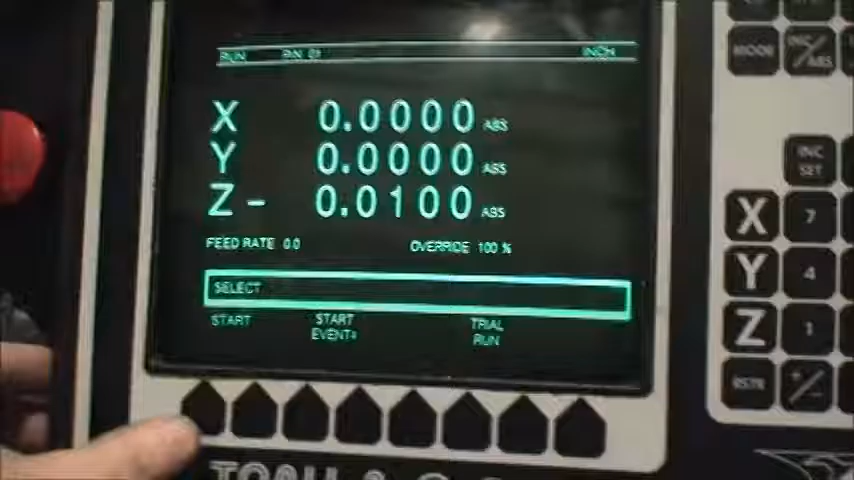 RUN P/N 01 INCH
X 0.0000 ABS
Y 0.0000 ABS
Z - 0.0100 ABS
FEED RATE 0.0 OVERRIDE 100 %
SELECT
START START EVENT# TRIAL RUN
MODE INC/ABS
INC SET
X 7
Y 4
Z 1
RSTR +/-